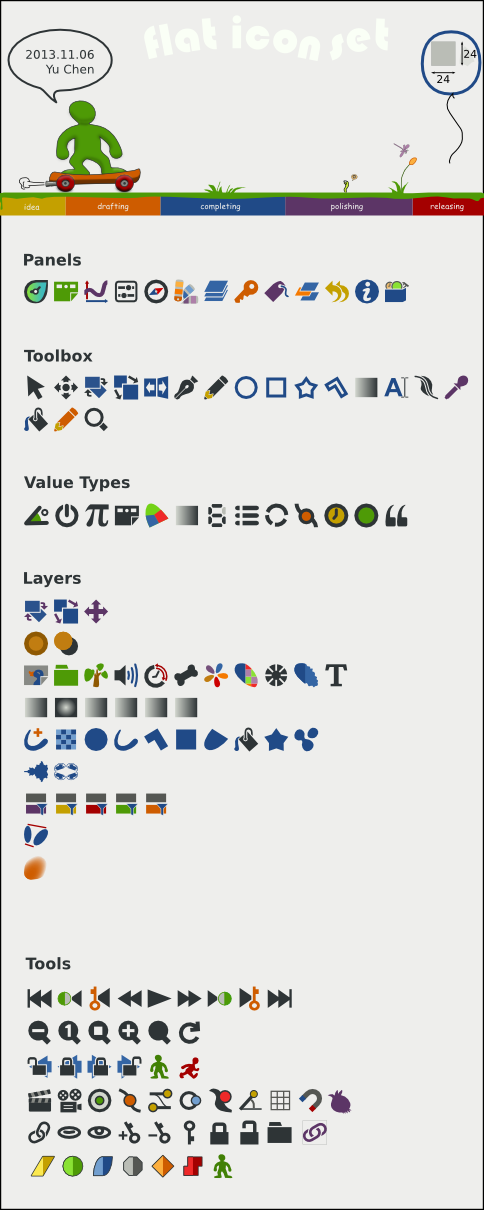 flat icon set
2013.11.06
Yu Chen
24
24
idea drafting completing polishing releasing
Panels
Toolbox
A
Value Types
Layers
T
Tools
1